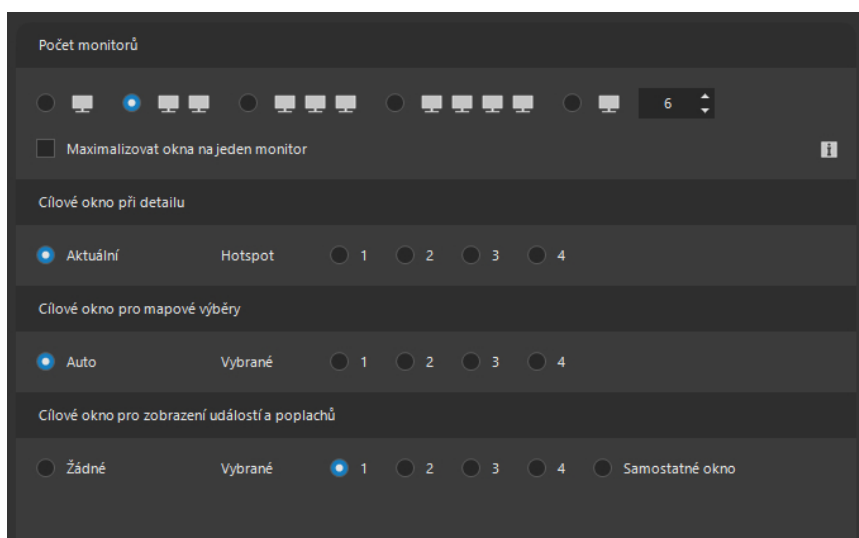 Počet monitorů
6
Maximalizovat okna na jeden monitor
Cílové okno při detailu
Aktuální Hotspot 1 2 3 4
Cílové okno pro mapové výběry
Auto Vybrané 1 2 3 4
Cílové okno pro zobrazení událostí a poplachů
Žádné Vybrané 1 2 3 4 Samostatné okno